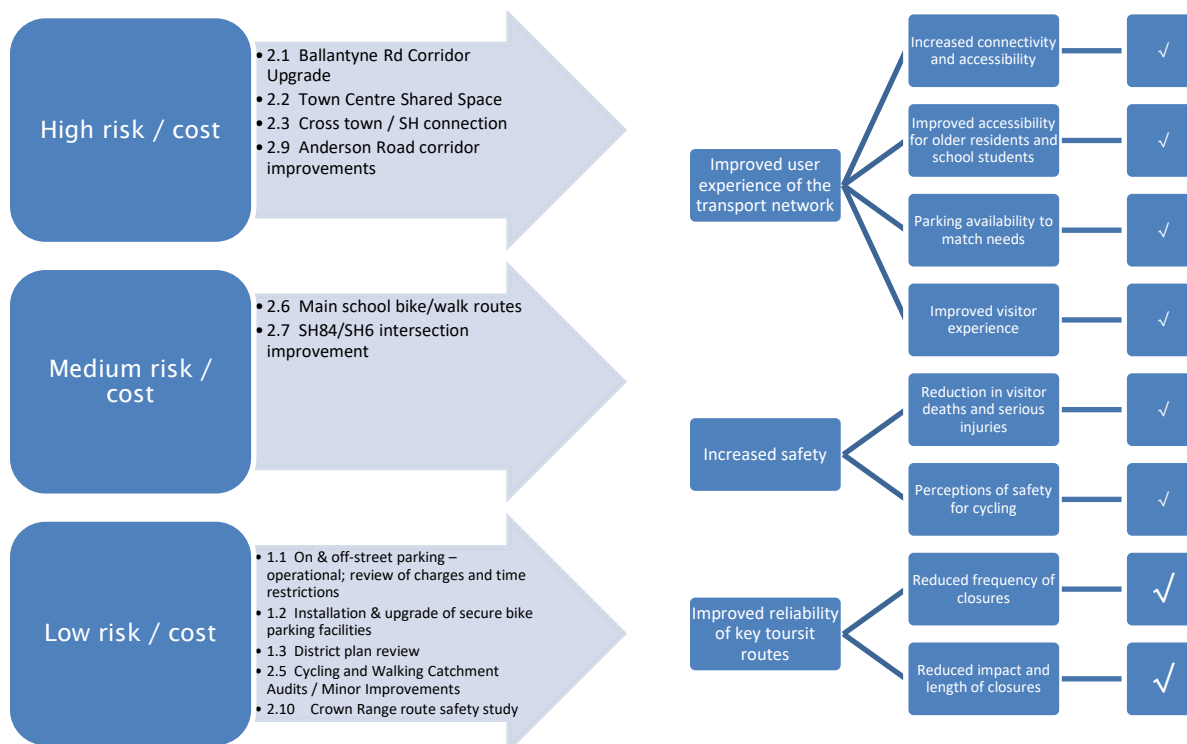 High risk / cost
•2.1 Ballantyne Rd Corridor
Upgrade
•2.2 Town Centre Shared Space
•2.3 Cross town / SH connection
•2.9 Anderson Road corridor
improvements
Medium risk /
cost
•2.6 Main school bike/walk routes
•2.7 SH84/SH6 intersection
improvement
Low risk / cost
• 1.1 On & off-street parking –
operational; review of charges and time
restrictions
• 1.2 Installation & upgrade of secure bike
parking facilities
• 1.3 District plan review
• 2.5 Cycling and Walking Catchment
Audits / Minor Improvements
• 2.10 Crown Range route safety study
Improved user
experience of the
transport network
Increased connectivity
and accessibility
√
Improved accessibility
for older residents and
school students
√
Parking availability to
match needs
√
Improved visitor
experience
√
Increased safety
Reduction in visitor
deaths and serious
injuries
√
Perceptions of safety
for cycling
√
Improved reliability
of key toursit
routes
Reduced frequency of
closures
√
Reduced impact and
length of closures
√